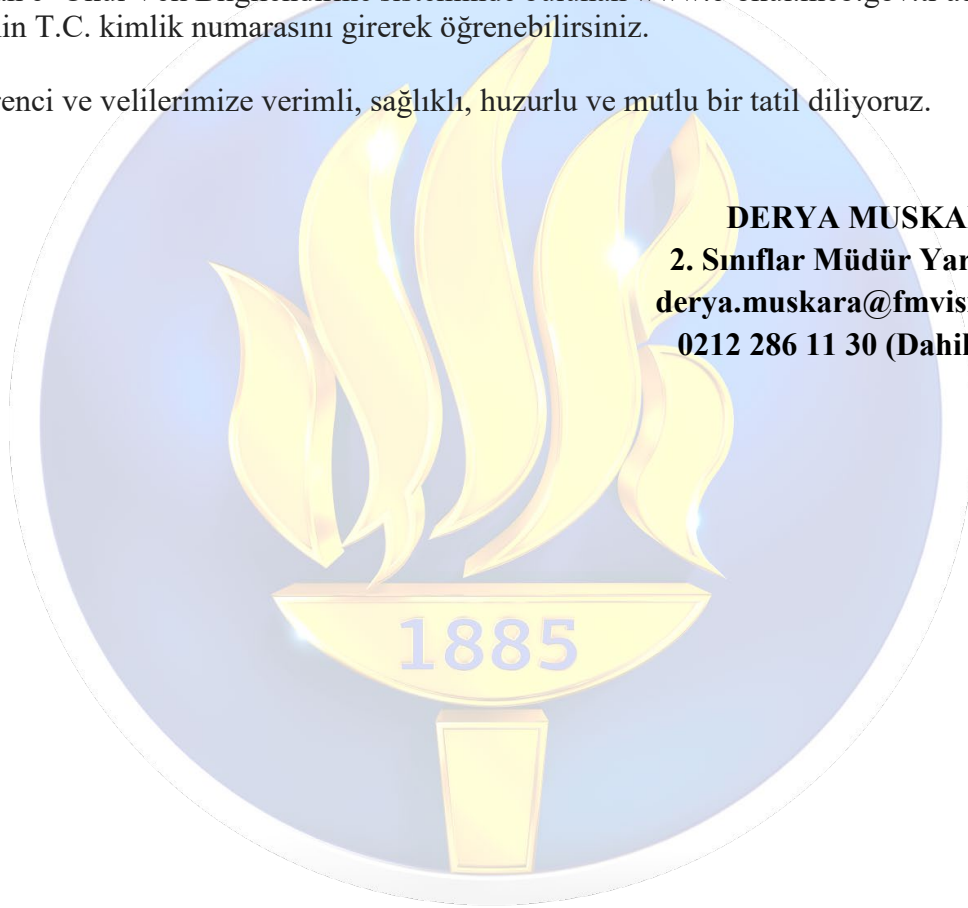 in T.C. kimlik numarasını girerek öğrenebilirsiniz.
enci ve velilerimize verimli, sağlıklı, huzurlu ve mutlu bir tatil diliyoruz.
DERYA MUSKA
2. Sınıflar Müdür Yar
derya.muskara@fmvis
0212 286 11 30 (Dahil
1885